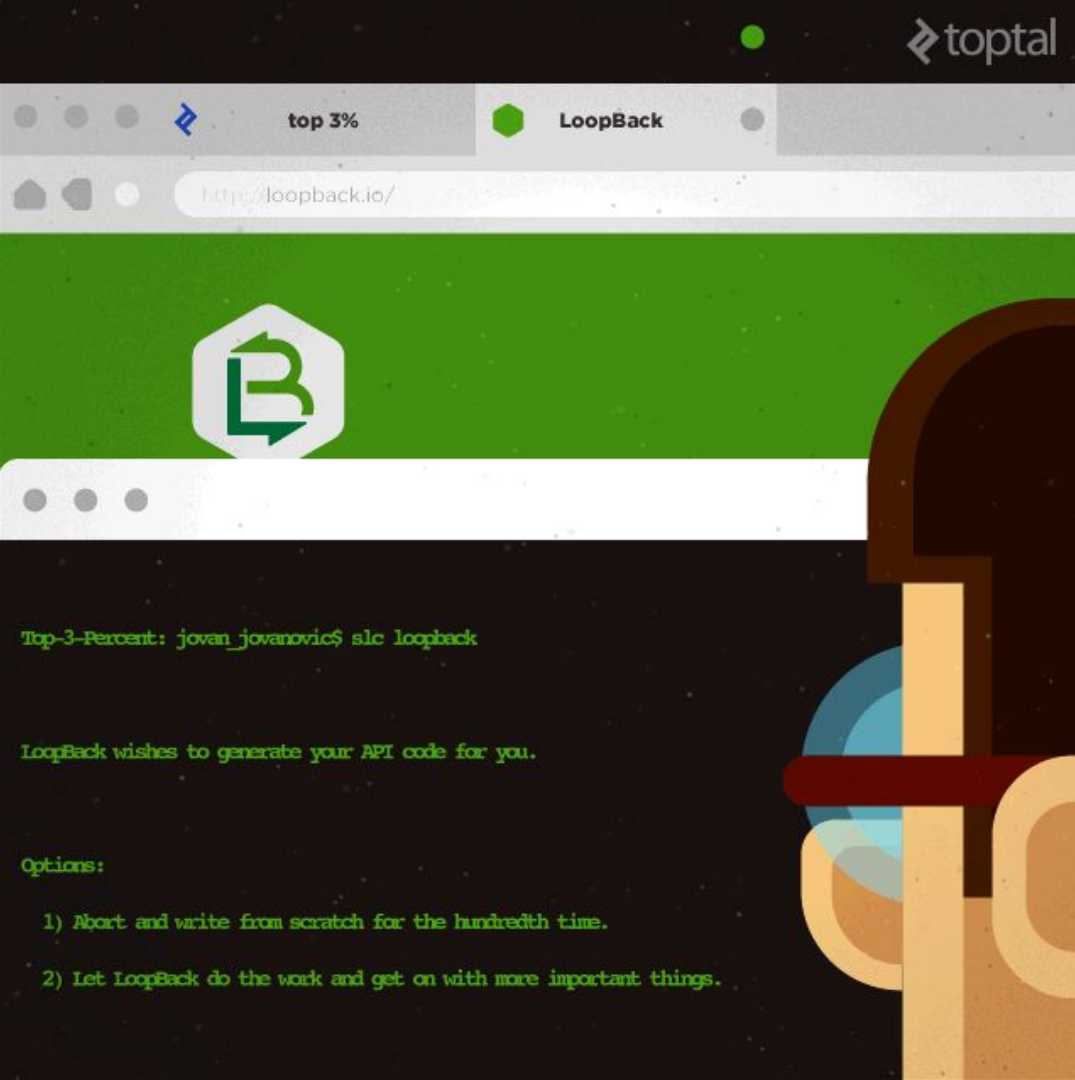 toptal
top 3%
LoopBack
http://loopback.io/
LB
Top-3-Percent: jovan_jovanovic$ slc loopback
LoopBack wishes to generate your API code for you.
Options:
1) Abort and write from scratch for the hundredth time.
2) Let LoopBack do the work and get on with more important things.